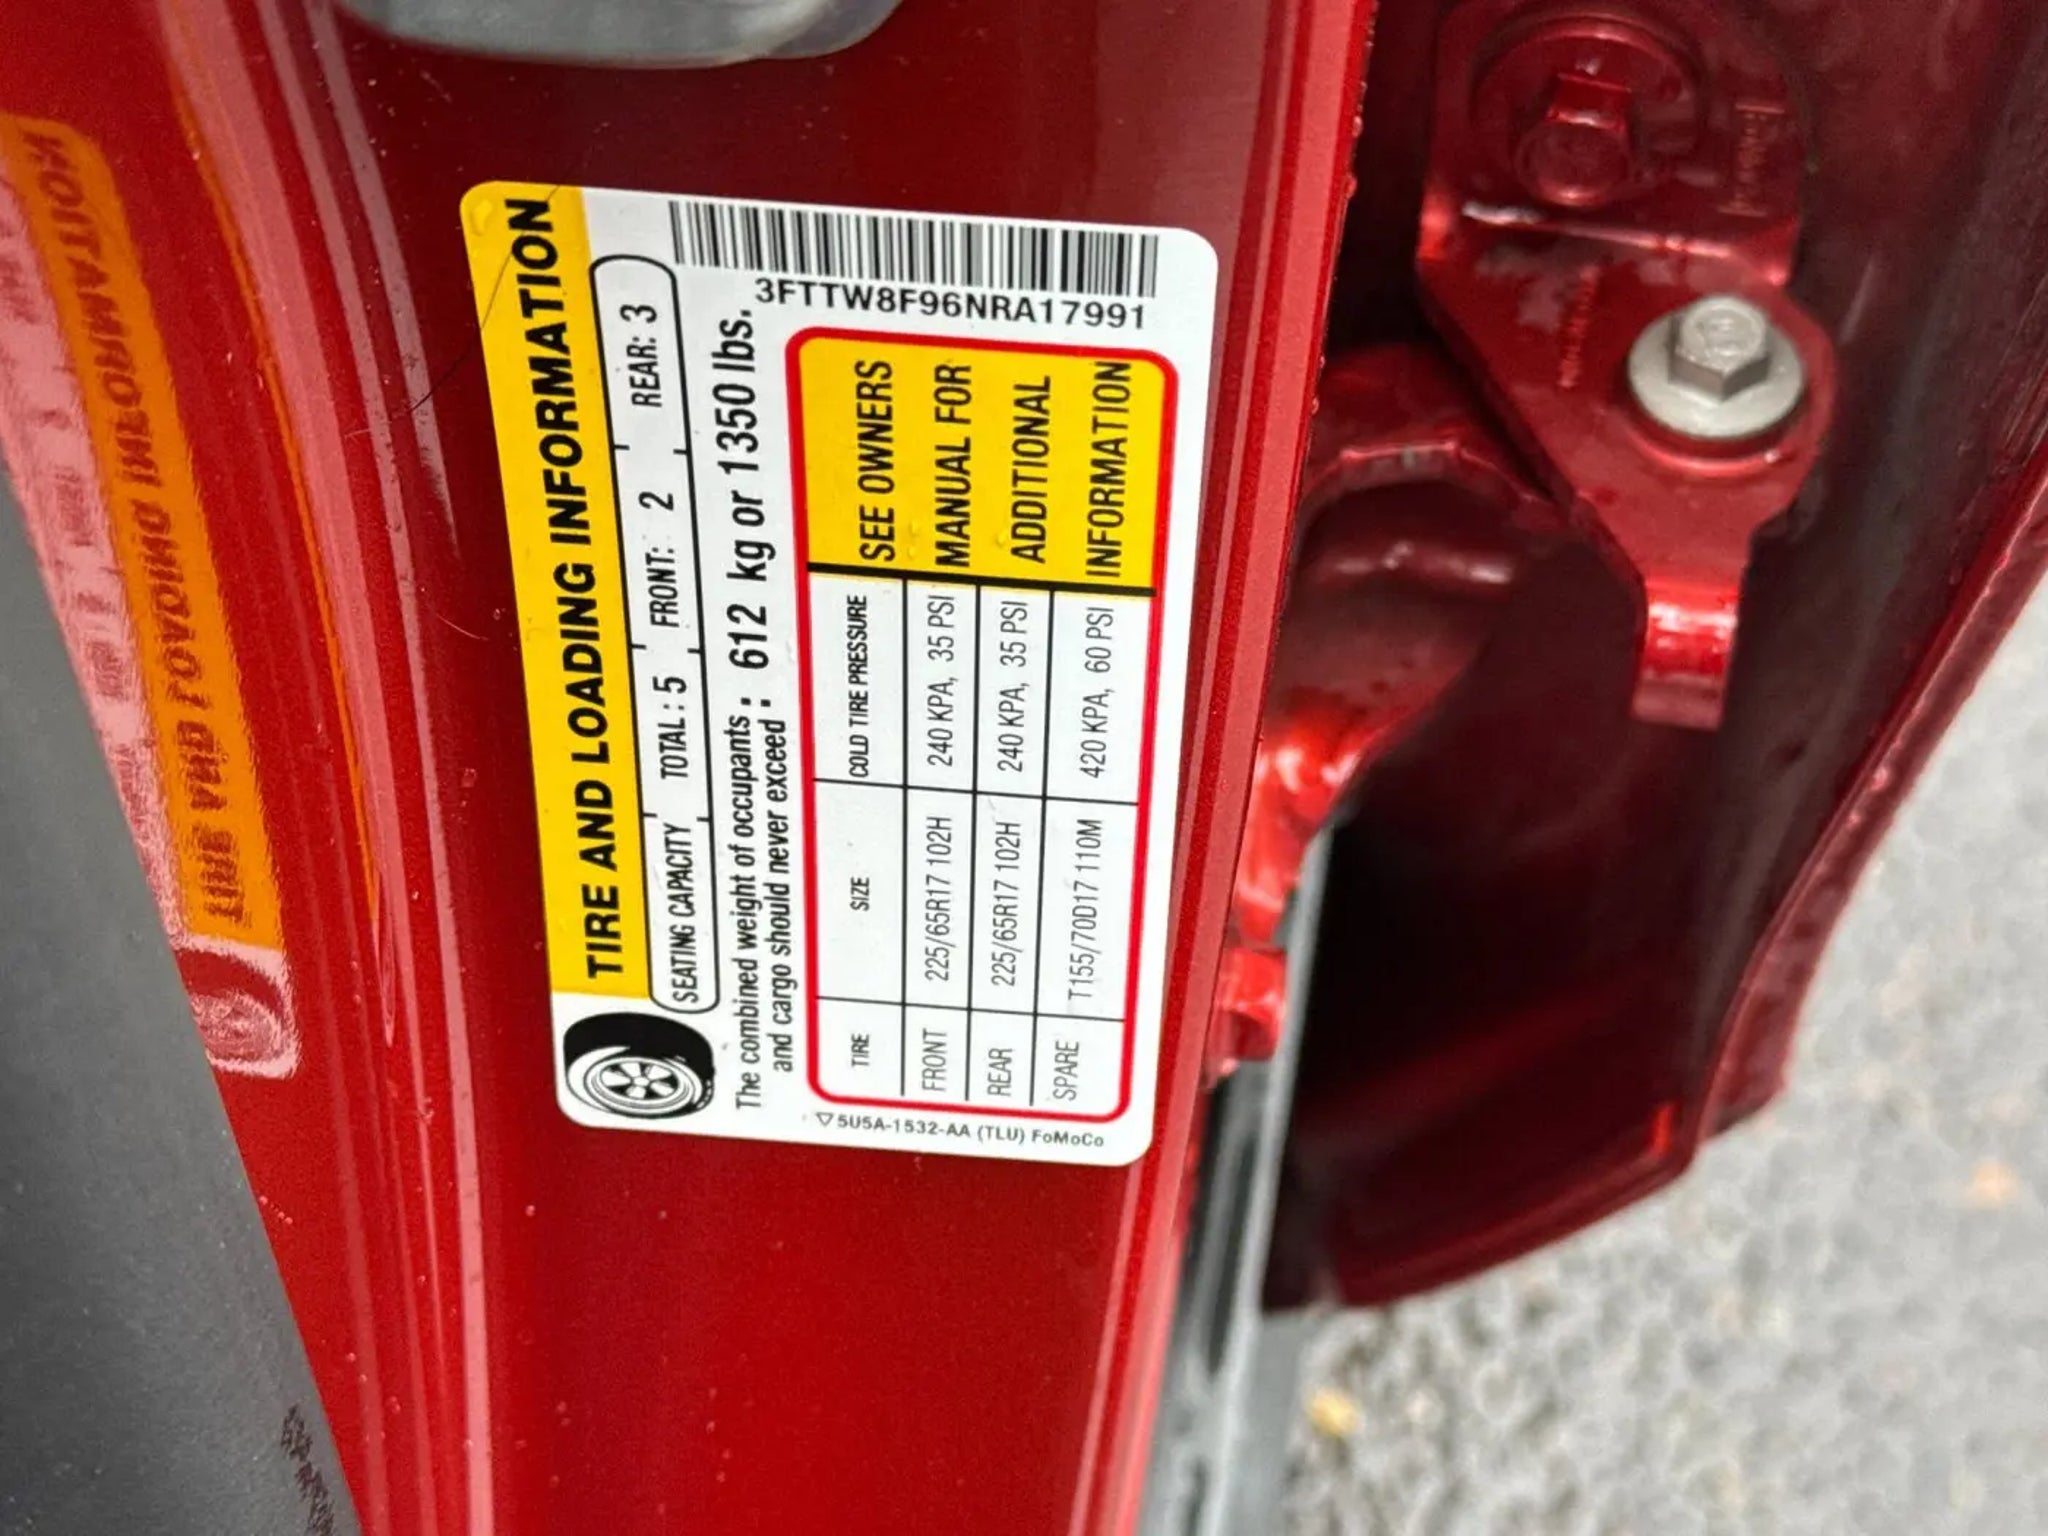 TIRE AND LOADING INFORMATION
SEATING CAPACITY TOTAL: 5 FRONT: 2 REAR: 3
The combined weight of occupants and cargo should never exceed : 612 kg or 1350 lbs.
3FTTW8F96NRA17991
TIRE SIZE COLD TIRE PRESSURE
FRONT 225/65R17 102H 240 KPA, 35 PSI
REAR 225/65R17 102H 240 KPA, 35 PSI
SPARE T155/70D17 110M 420 KPA, 60 PSI
SEE OWNERS
MANUAL FOR
ADDITIONAL
INFORMATION
5U5A-1532-AA (TLU) FoMoCo